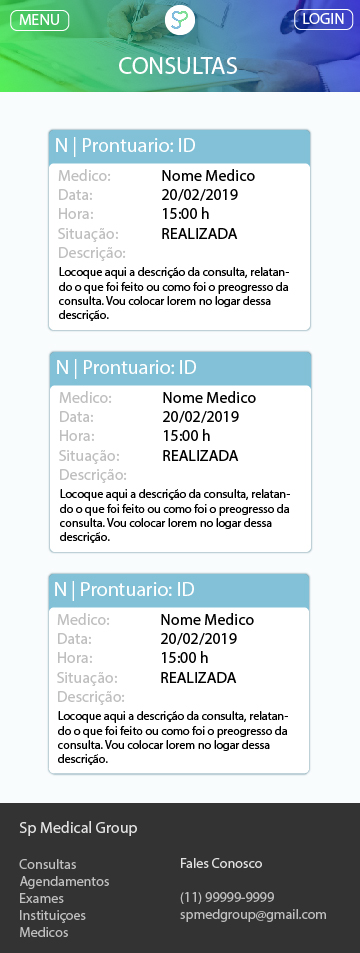 MENU
Sp
LOGIN
CONSULTAS
N | Prontuario: ID
Medico: Nome Medico
Data: 20/02/2019
Hora: 15:00 h
Situação: REALIZADA
Descrição:
Locoque aqui a descrição da consulta, relatan-
do o que foi feito ou como foi o preogresso da
consulta. Vou colocar lorem no logar dessa
descrição.
N | Prontuario: ID
Medico: Nome Medico
Data: 20/02/2019
Hora: 15:00 h
Situação: REALIZADA
Descrição:
Locoque aqui a descrição da consulta, relatan-
do o que foi feito ou como foi o preogresso da
consulta. Vou colocar lorem no logar dessa
descrição.
N | Prontuario: ID
Medico: Nome Medico
Data: 20/02/2019
Hora: 15:00 h
Situação: REALIZADA
Descrição:
Locoque aqui a descrição da consulta, relatan-
do o que foi feito ou como foi o preogresso da
consulta. Vou colocar lorem no logar dessa
descrição.
Sp Medical Group
Consultas
Agendamentos
Exames
Instituiçoes
Medicos
Fales Conosco
(11) 99999-9999
spmedgroup@gmail.com